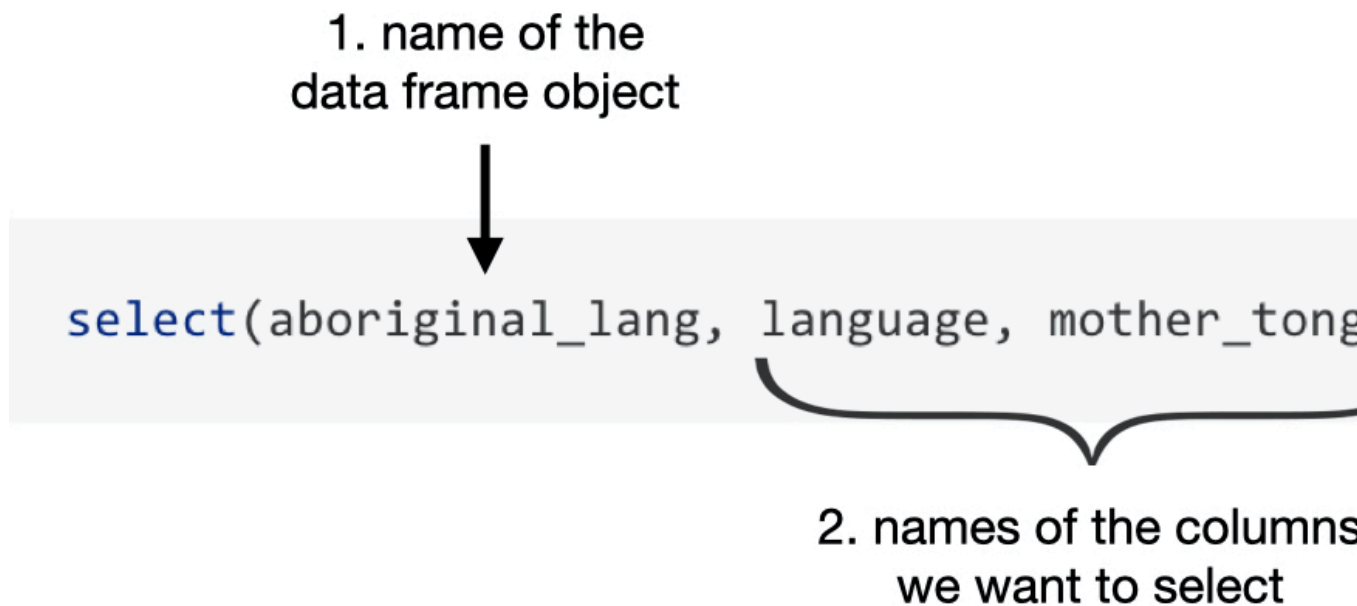 1. name of the
data frame object
select(aboriginal_lang, language, mother_tong
2. names of the columns
we want to select